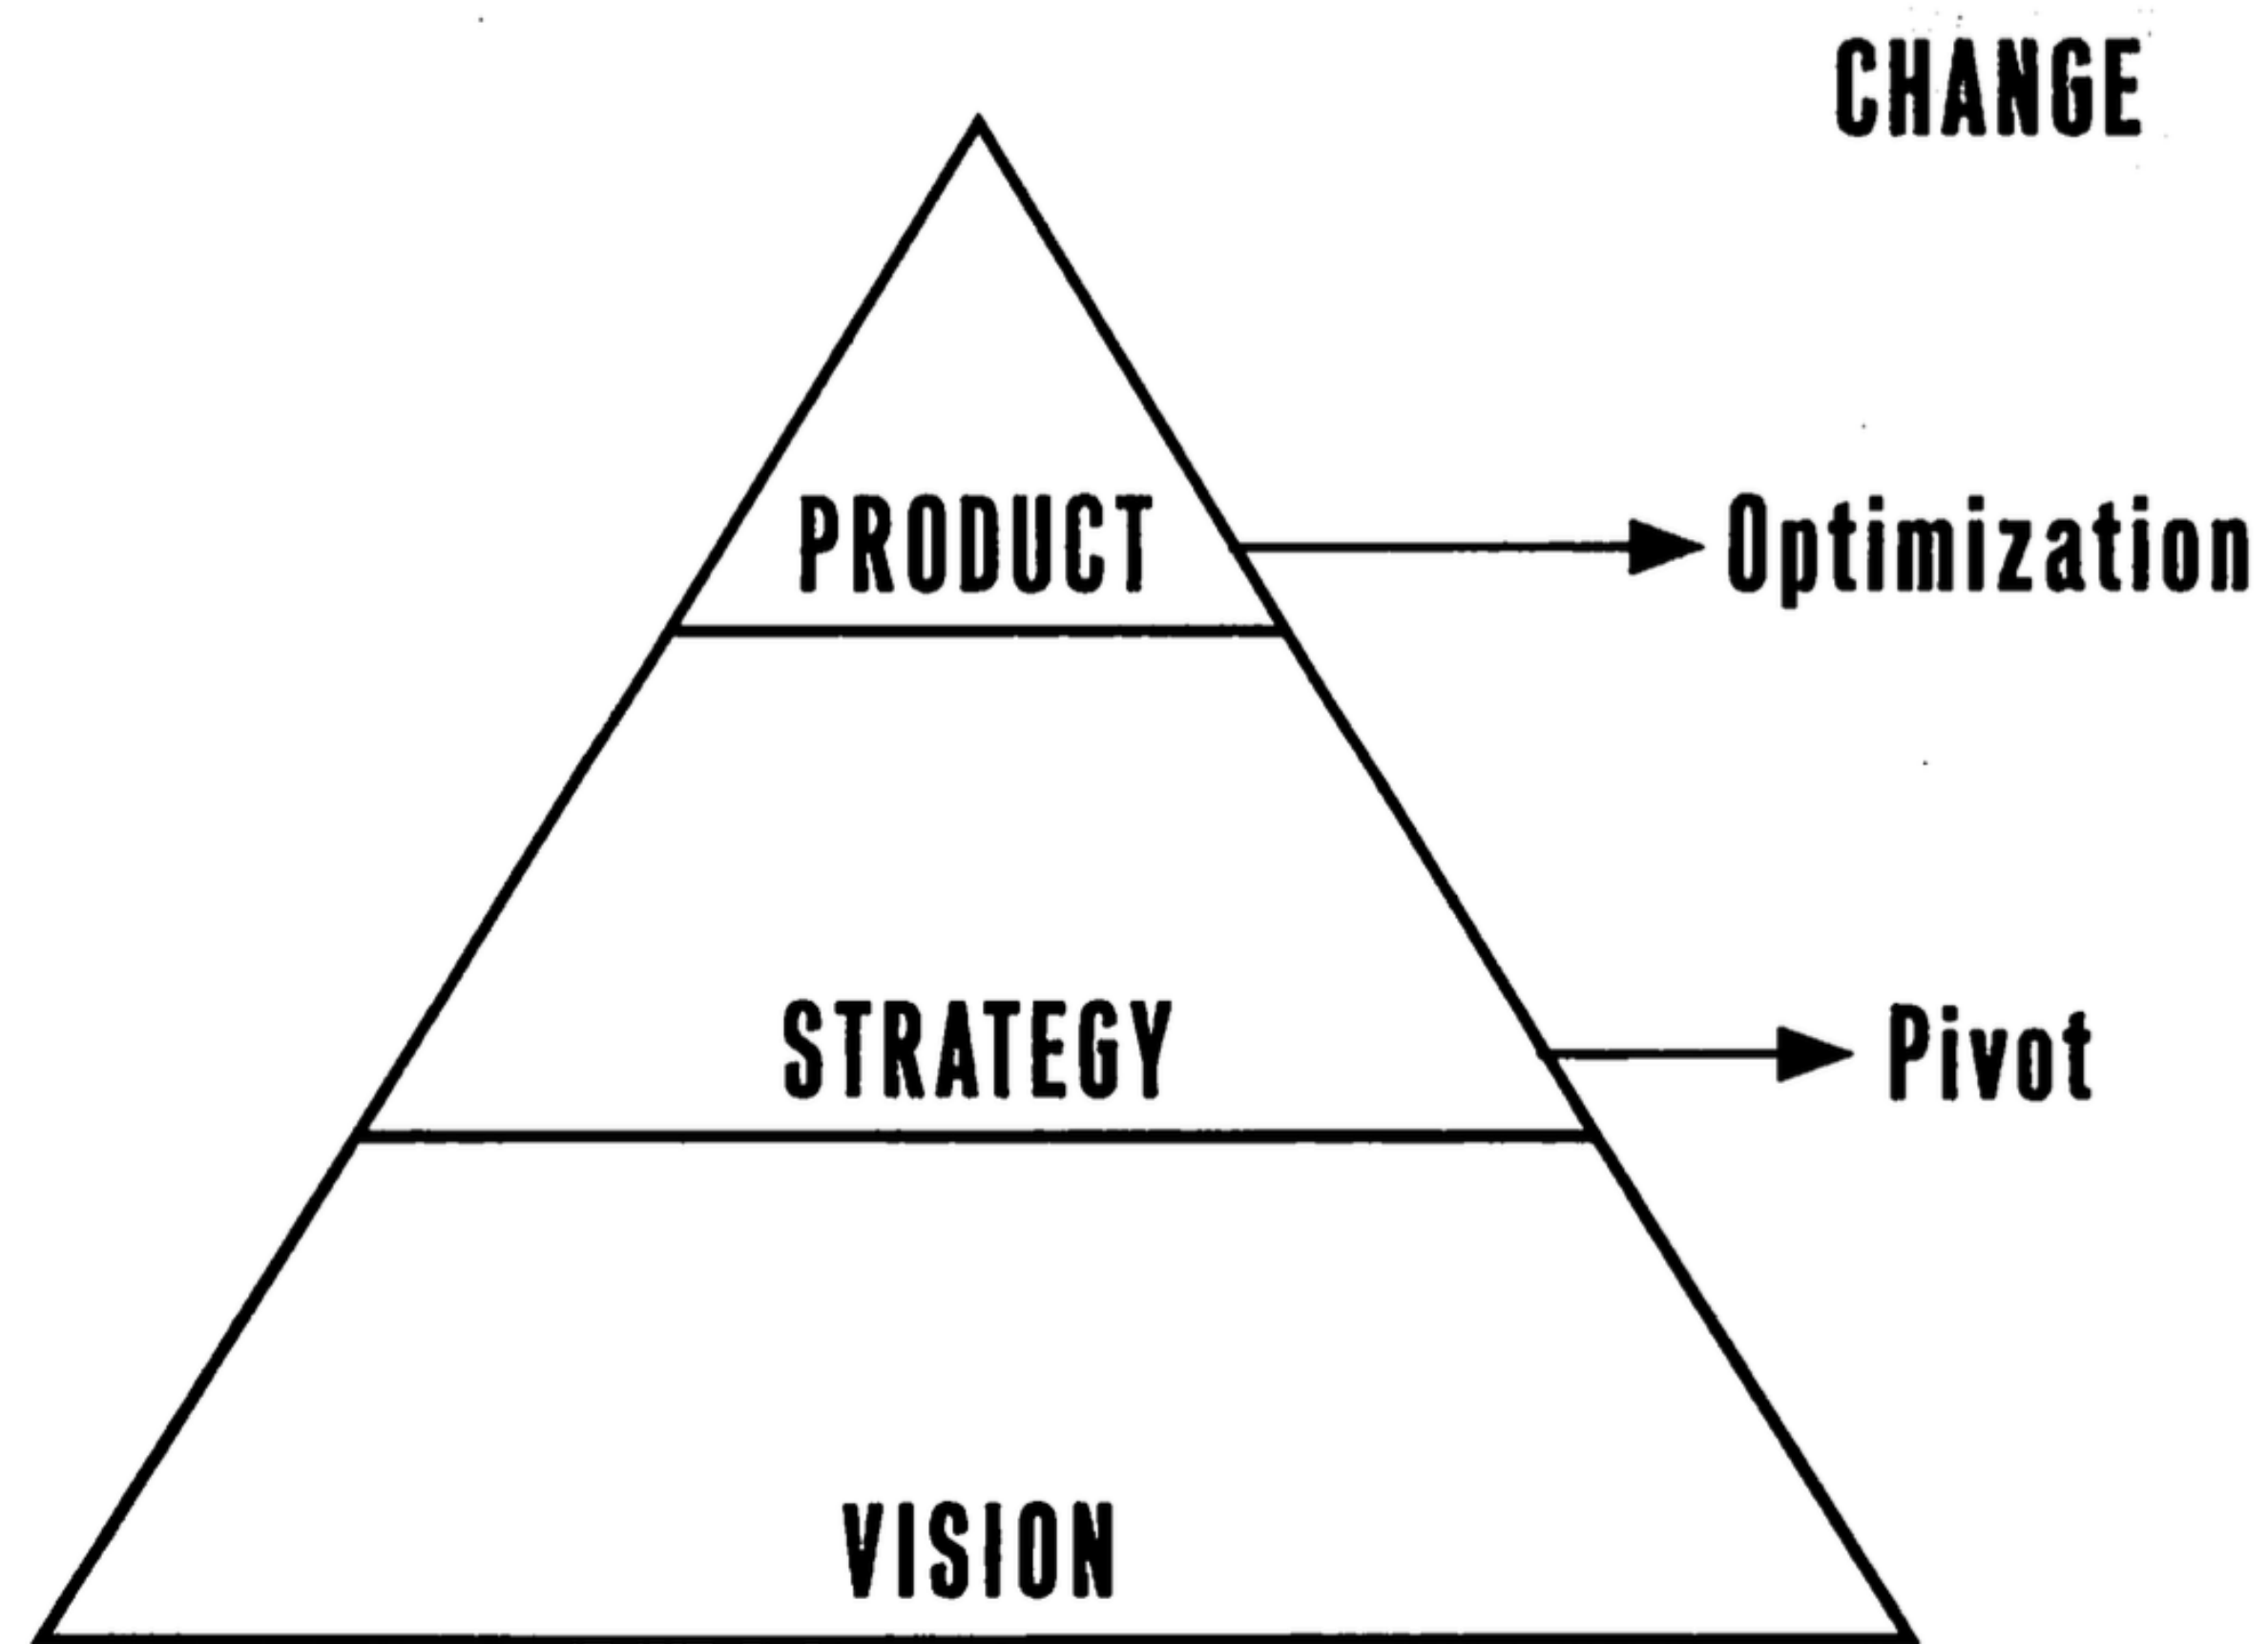 CHANGE
PRODUCT
Optimization
STRATEGY
Pivot
VISION